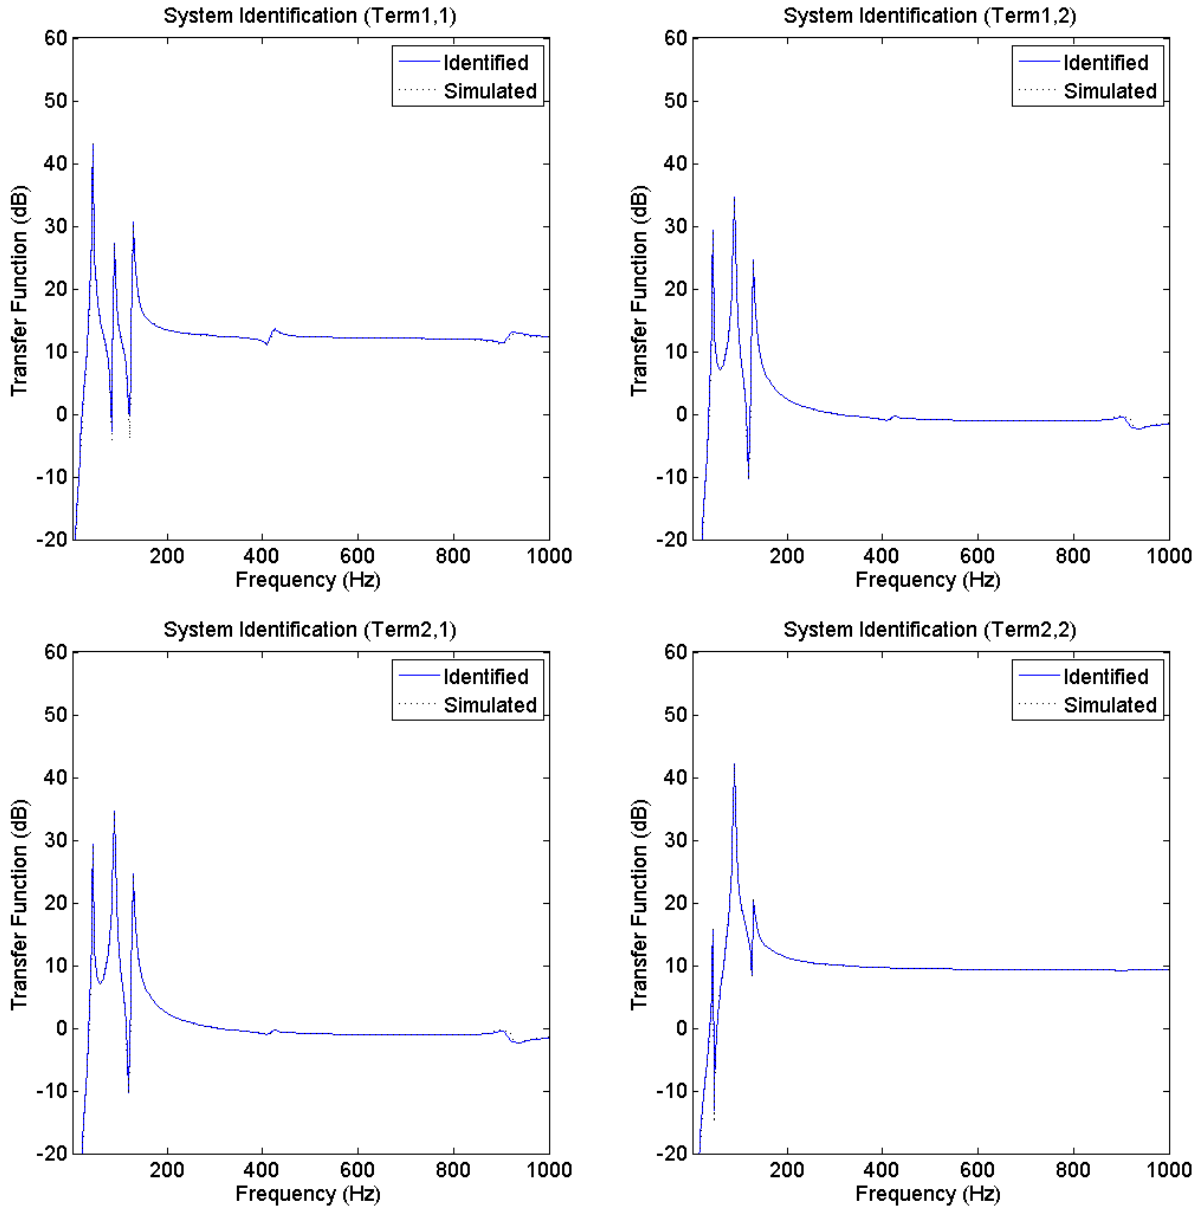 System Identification (Term1,1)
60
50
40
30
20
10
0
-10
-20
Transfer Function (dB)
Identified
Simulated
200
400
600
800
1000
Frequency (Hz)
System Identification (Term1,2)
60
50
40
30
20
10
0
-10
-20
Transfer Function (dB)
Identified
Simulated
200
400
600
800
1000
Frequency (Hz)
System Identification (Term2,1)
60
50
40
30
20
10
0
-10
-20
Transfer Function (dB)
Identified
Simulated
200
400
600
800
1000
Frequency (Hz)
System Identification (Term2,2)
60
50
40
30
20
10
0
-10
-20
Transfer Function (dB)
Identified
Simulated
200
400
600
800
1000
Frequency (Hz)